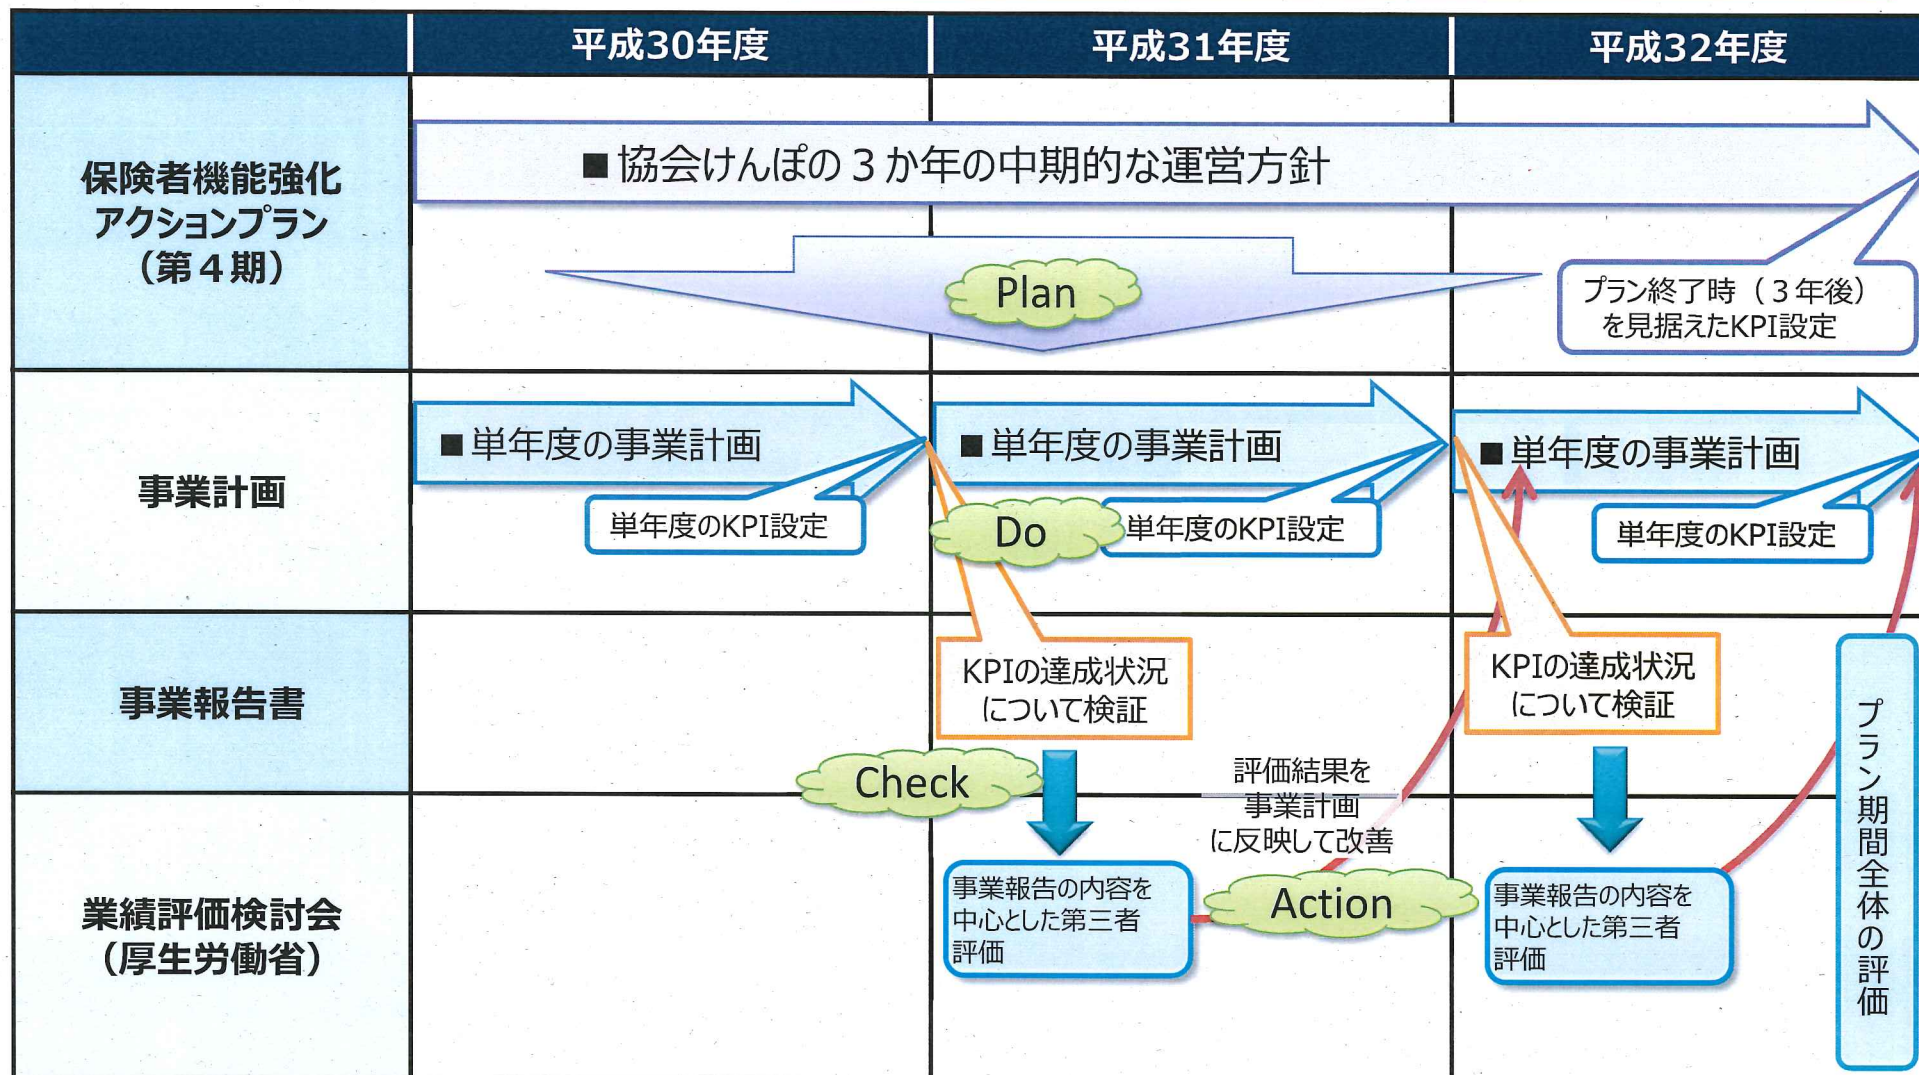 平成30年度
平成31年度
平成32年度
保険者機能強化
アクションプラン
（第４期）
■ 協会けんぽの３か年の中期的な運営方針
Plan
プラン終了時（３年後）
を見据えたKPI設定
事業計画
■ 単年度の事業計画
単年度のKPI設定
■ 単年度の事業計画
Do
単年度のKPI設定
■ 単年度の事業計画
単年度のKPI設定
事業報告書
KPIの達成状況
について検証
KPIの達成状況
について検証
Check
評価結果を
事業計画
に反映して改善
業績評価検討会
（厚生労働省）
事業報告の内容を
中心とした第三者
評価
Action
事業報告の内容を
中心とした第三者
評価
プラン期間全体の評価